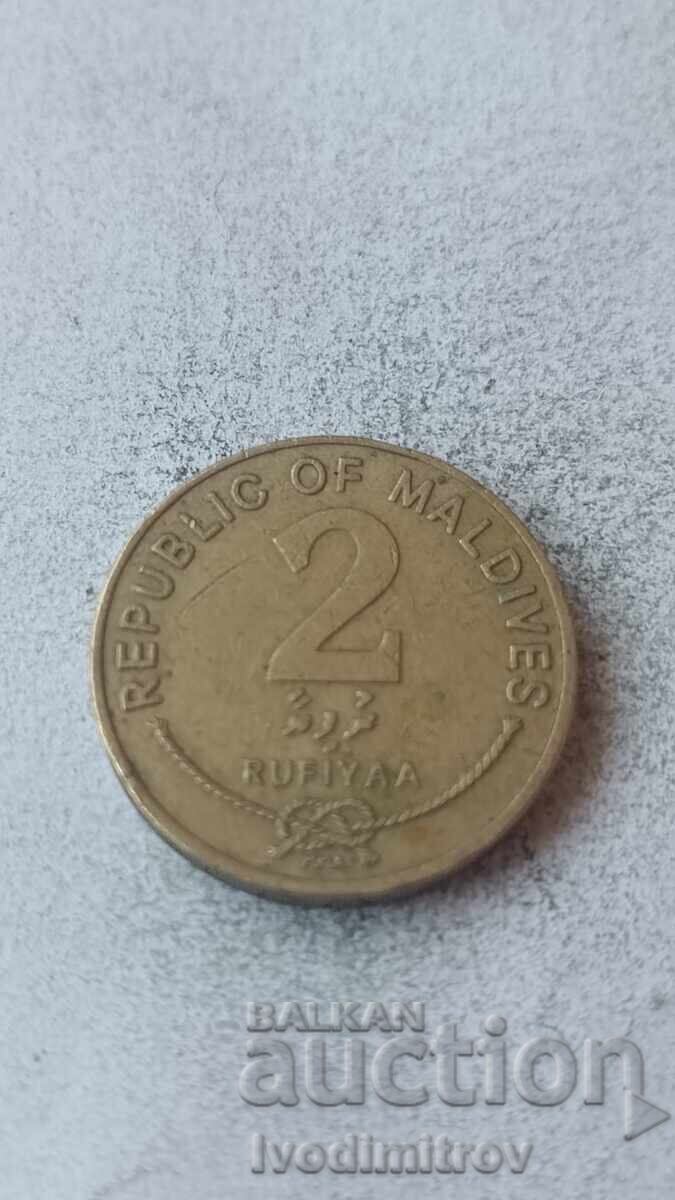 REPUBLIC OF MALDIVES
2
ރުފިޔާ
RUFIYAA
BALKAN
auction
Ivodimitrov